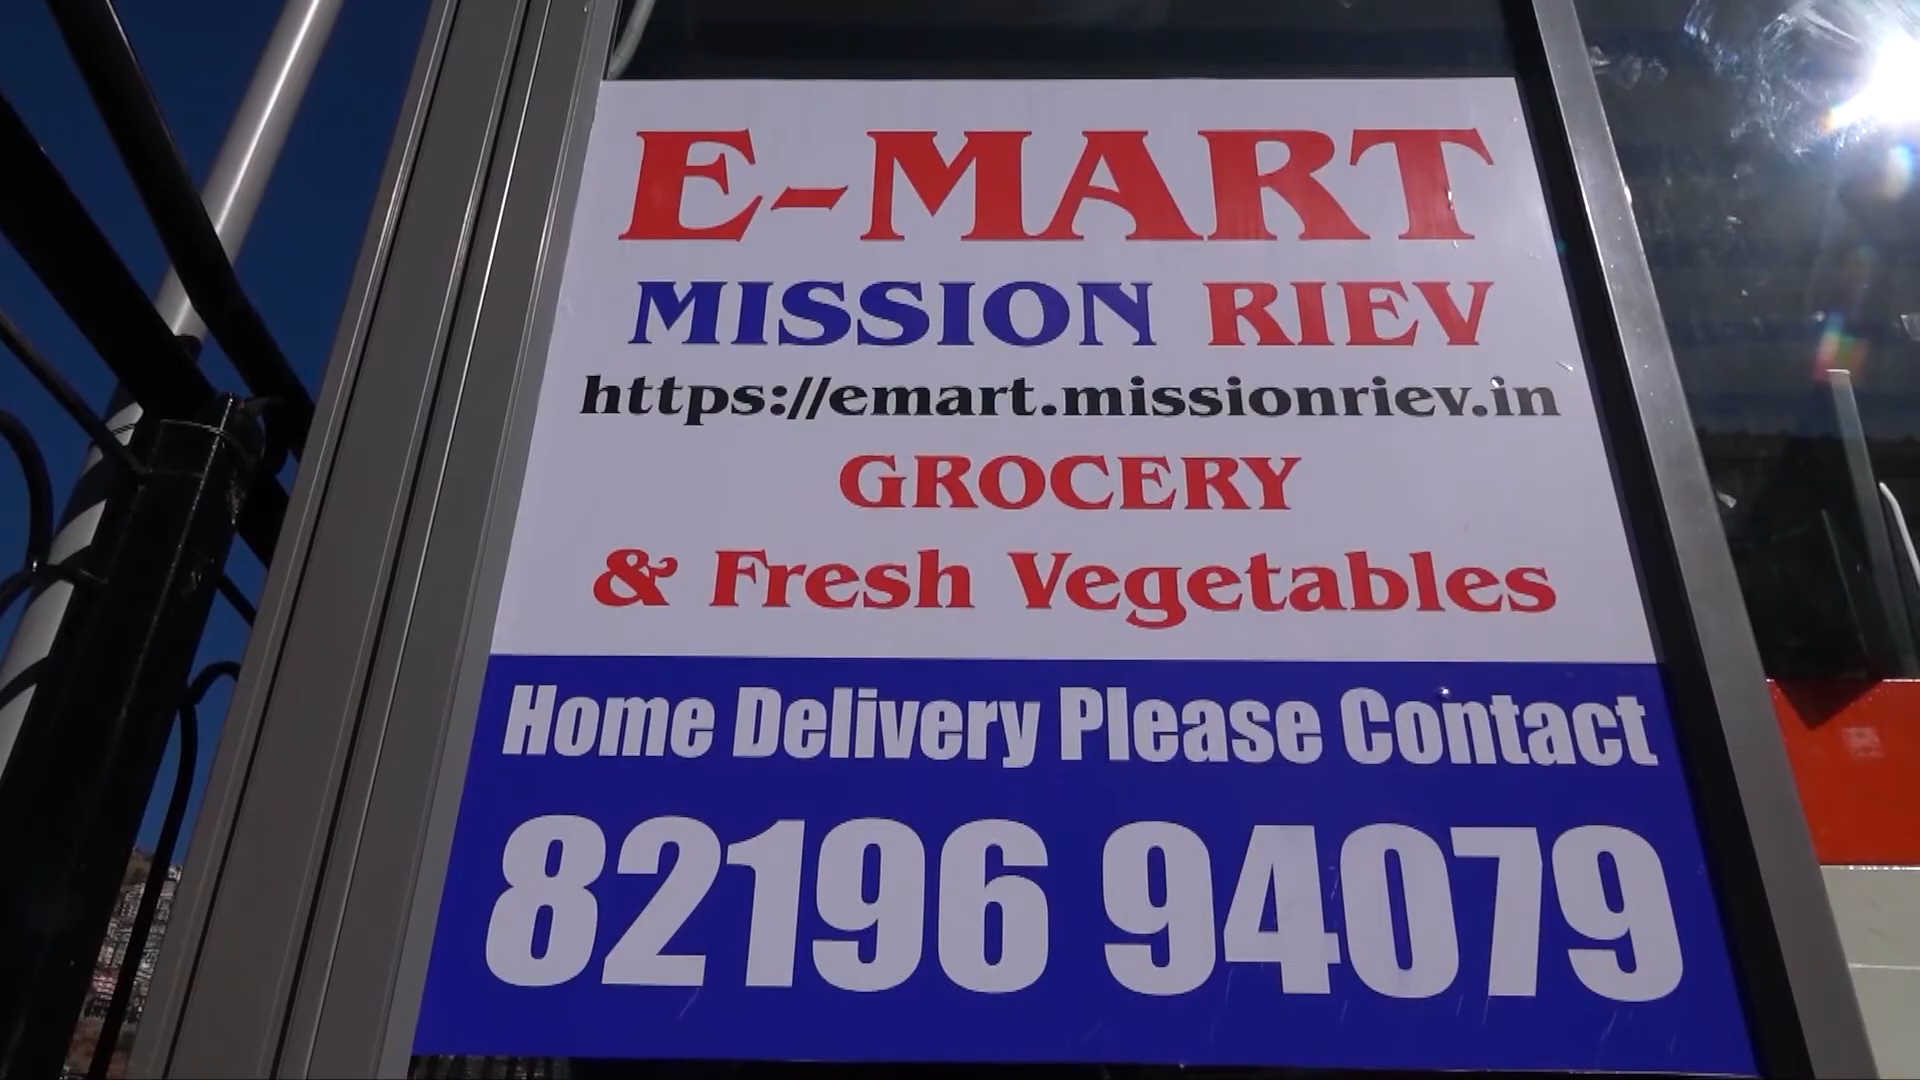 E-MART
MISSION RIEV
https://emart.missionriev.in
GROCERY
& Fresh Vegetables
Home Delivery Please Contact
82196 94079